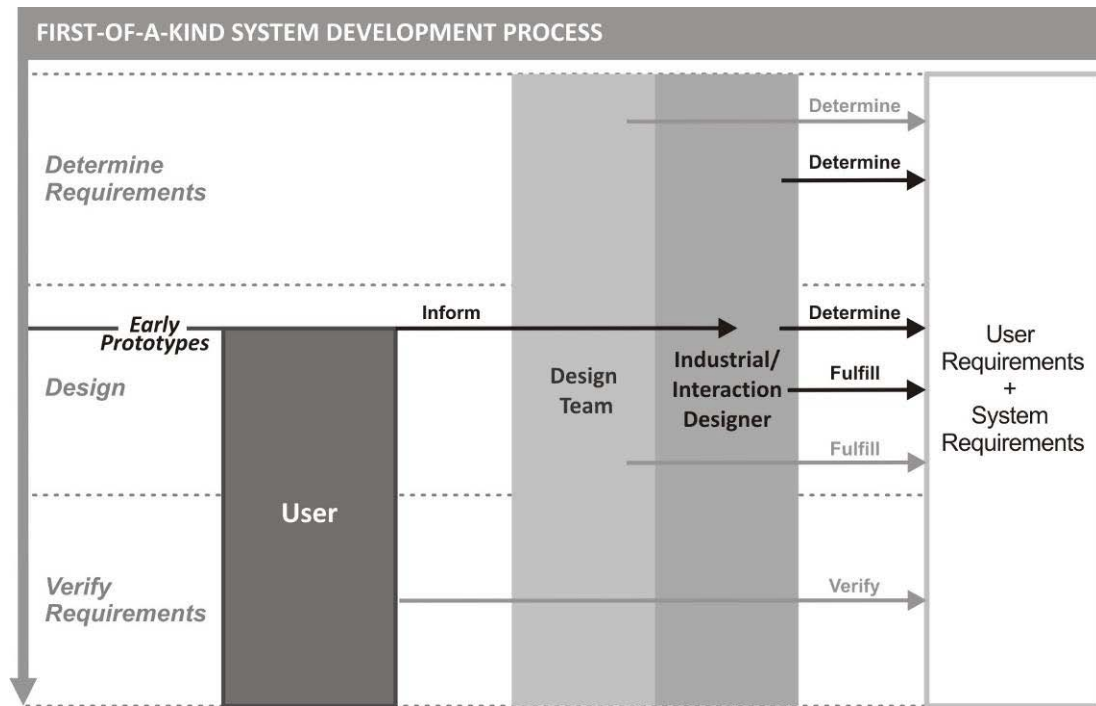 FIRST-OF-A-KIND SYSTEM DEVELOPMENT PROCESS
Determine
Determine
Requirements
Determine
Early
Prototypes
Inform
Determine
Design
Design
Team
Industrial/
Interaction
Designer
Fulfill
User
Requirements
+
System
Requirements
Fulfill
User
Verify
Requirements
Verify